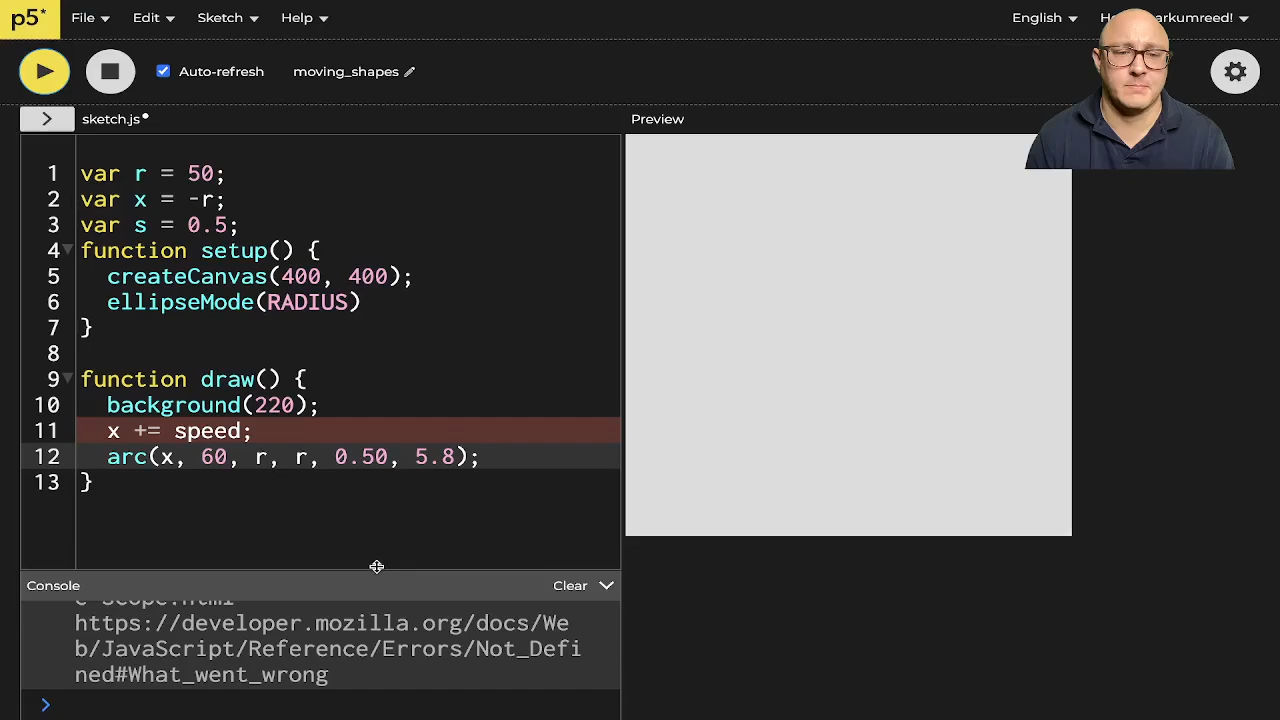 p5* File Edit Sketch Help English
Auto-refresh moving_shapes
sketch.js
Preview
1 var r = 50;
2 var x = -r;
3 var s = 0.5;
4 function setup() {
5 createCanvas(400, 400);
6 ellipseMode(RADIUS)
7 }
8
9 function draw() {
10 background(220);
11 x += speed;
12 arc(x, 60, r, r, 0.50, 5.8);
13 }
Console Clear
https://developer.mozilla.org/docs/We
b/JavaScript/Reference/Errors/Not_Defi
ned#What_went_wrong
>